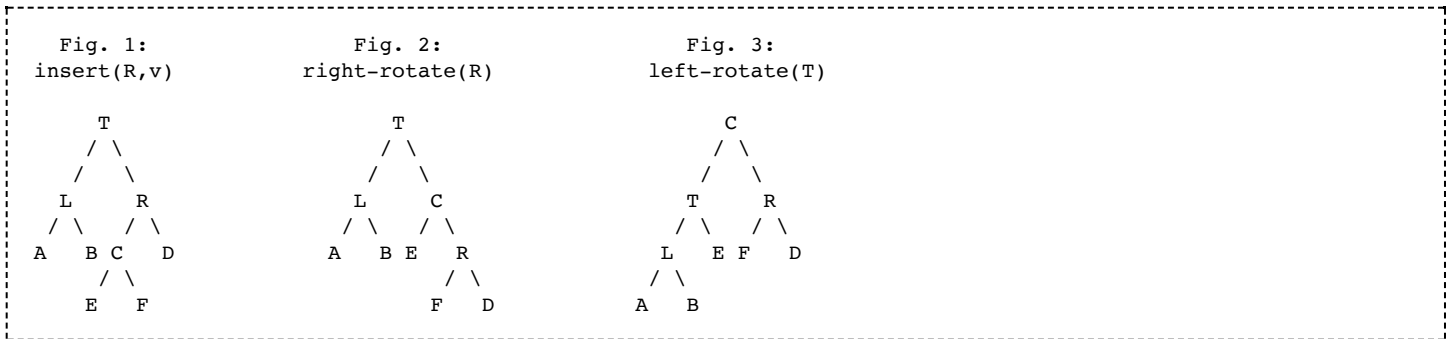 Fig. 1: Fig. 2: Fig. 3:
insert(R,v) right-rotate(R) left-rotate(T)
T T C
/ \ / \ / \
/ \ / \ / \
L R L C T R
/ \ / \ / \ / \ / \ / \
A B C D A B E R L E F D
/ \ / \ / \
E F F D A B